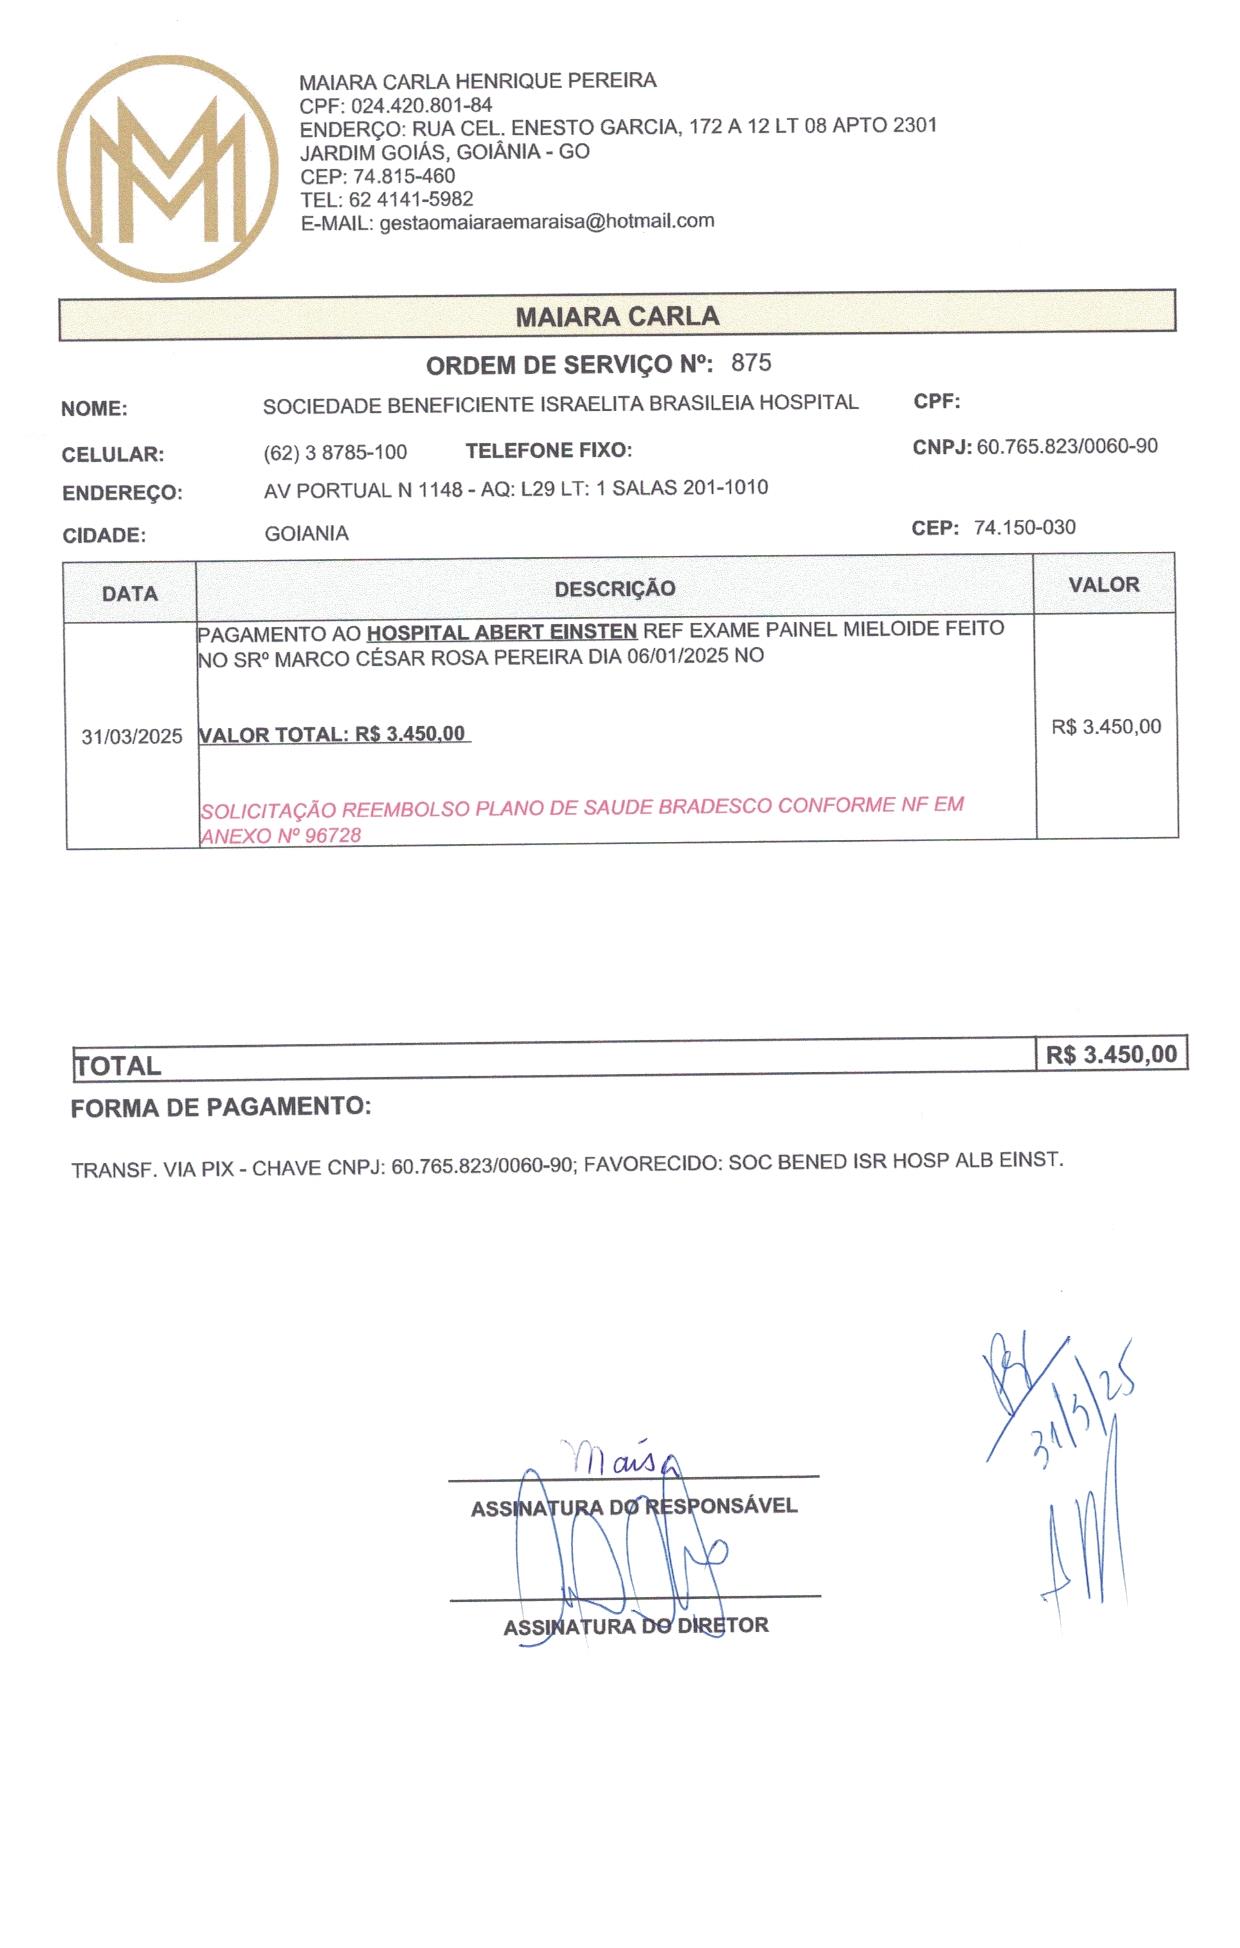 MAIARA CARLA HENRIQUE PEREIRA
CPF: 024.420.801-84
ENDERÇO: RUA CEL. ENESTO GARCIA, 172 A 12 LT 08 APTO 2301
JARDIM GOIÁS, GOIÂNIA - GO
CEP: 74.815-460
TEL: 62 4141-5982
E-MAIL: gestaomaiaraemaraisa@hotmail.com
MAIARA CARLA
ORDEM DE SERVIÇO Nº: 875
NOME: SOCIEDADE BENEFICIENTE ISRAELITA BRASILEIA HOSPITAL CPF:
CELULAR: (62) 3 8785-100 TELEFONE FIXO: CNPJ: 60.765.823/0060-90
ENDEREÇO: AV PORTUAL N 1148 - AQ: L29 LT: 1 SALAS 201-1010
CIDADE: GOIANIA CEP: 74.150-030
DATA DESCRIÇÃO VALOR
PAGAMENTO AO HOSPITAL ABERT EINSTEN REF EXAME PAINEL MIELOIDE FEITO
NO SRº MARCO CÉSAR ROSA PEREIRA DIA 06/01/2025 NO
31/03/2025 VALOR TOTAL: R$ 3.450,00 R$ 3.450,00
SOLICITAÇÃO REEMBOLSO PLANO DE SAUDE BRADESCO CONFORME NF EM
ANEXO Nº 96728
TOTAL R$ 3.450,00
FORMA DE PAGAMENTO:
TRANSF. VIA PIX - CHAVE CNPJ: 60.765.823/0060-90; FAVORECIDO: SOC BENED ISR HOSP ALB EINST.
31/3/25
Maísa
ASSINATURA DO RESPONSÁVEL
ASSINATURA DO DIRETOR